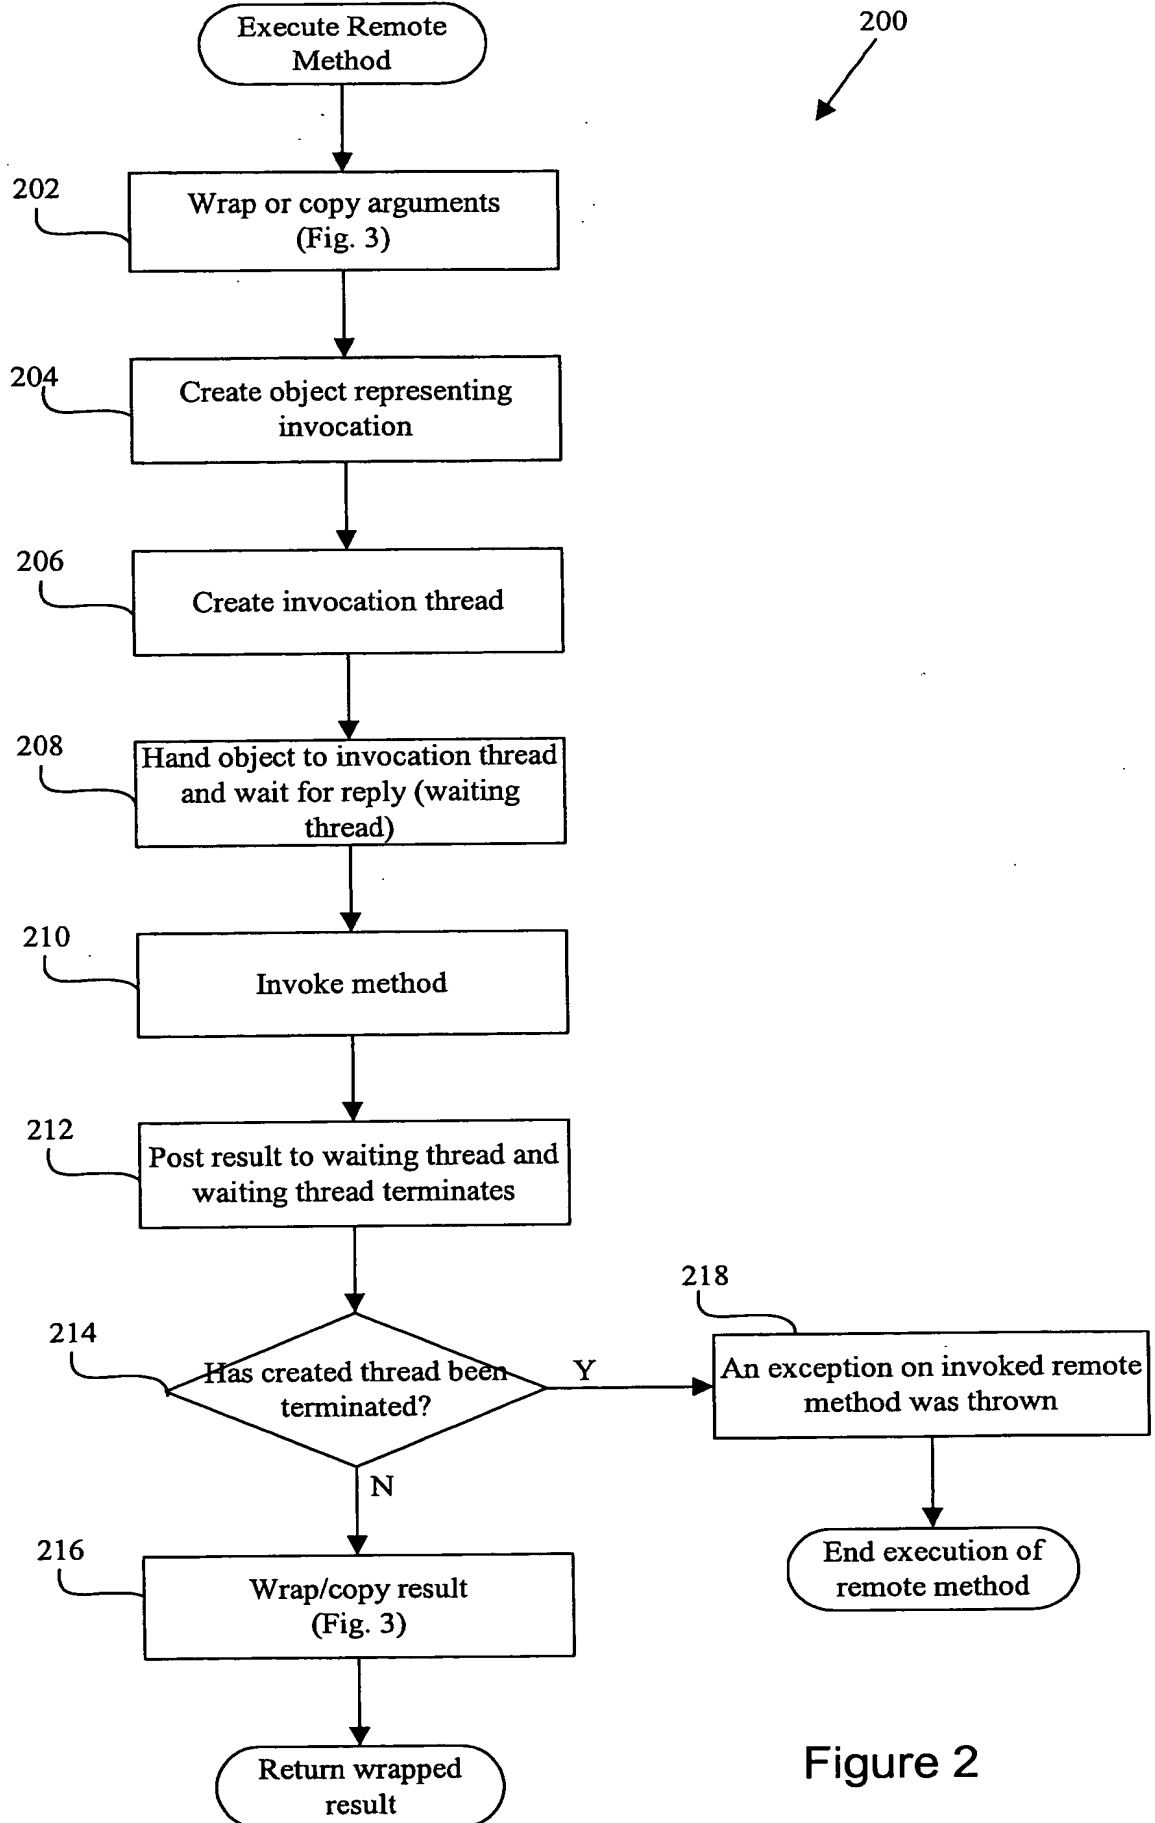 Execute Remote
Method
200
202
Wrap or copy arguments
(Fig. 3)
204
Create object representing
invocation
206
Create invocation thread
208
Hand object to invocation thread
and wait for reply (waiting
thread)
210
Invoke method
212
Post result to waiting thread and
waiting thread terminates
214
Has created thread been
terminated?
Y
N
218
An exception on invoked remote
method was thrown
End execution of
remote method
216
Wrap/copy result
(Fig. 3)
Return wrapped
result
Figure 2